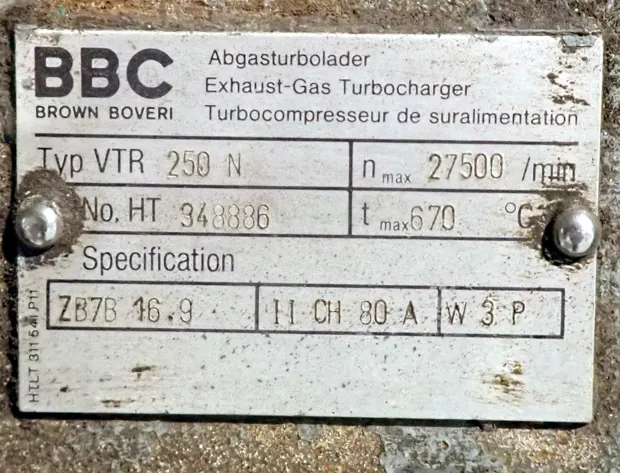 BBC
BROWN BOVERI
Abgasturbolader
Exhaust-Gas Turbocharger
Turbocompresseur de suralimentation
Typ VTR 250 N
n max 27500 /min
No. HT 348886
t max 670 °C
Specification
ZB7B 16.9 II CH 80 A W 3 P